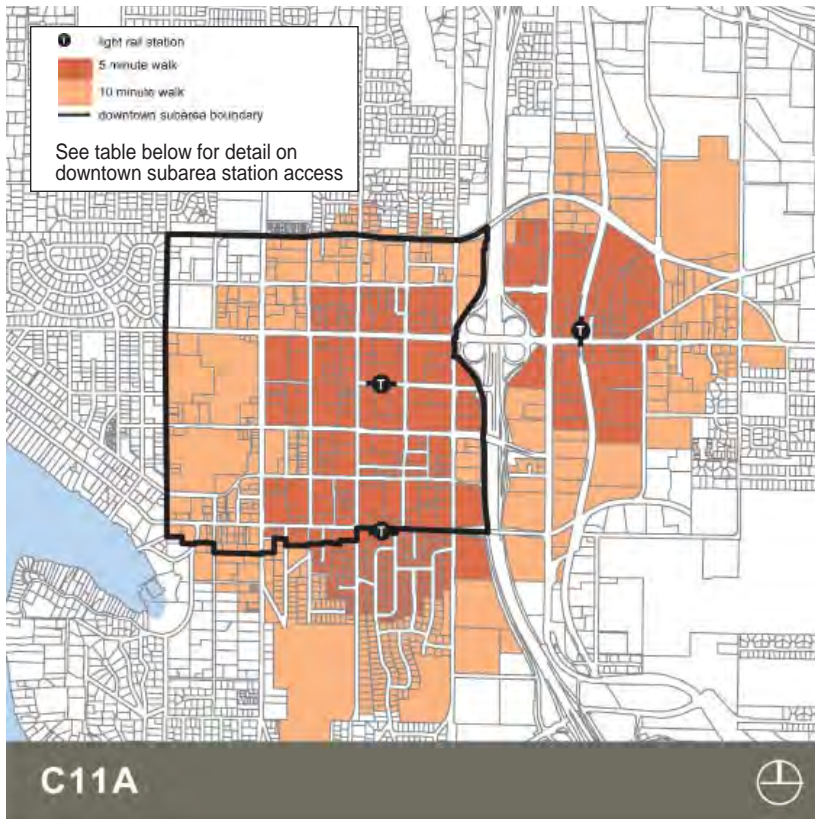 T light rail station
5 minute walk
10 minute walk
downtown subarea boundary
See table below for detail on
downtown subarea station access
T
T
T
C11A